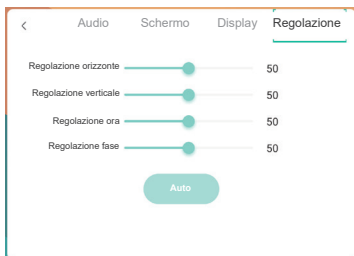 Audio Schermo Display Regolazione
Regolazione orizzonte 50
Regolazione verticale 50
Regolazione ora 50
Regolazione fase 50
Auto